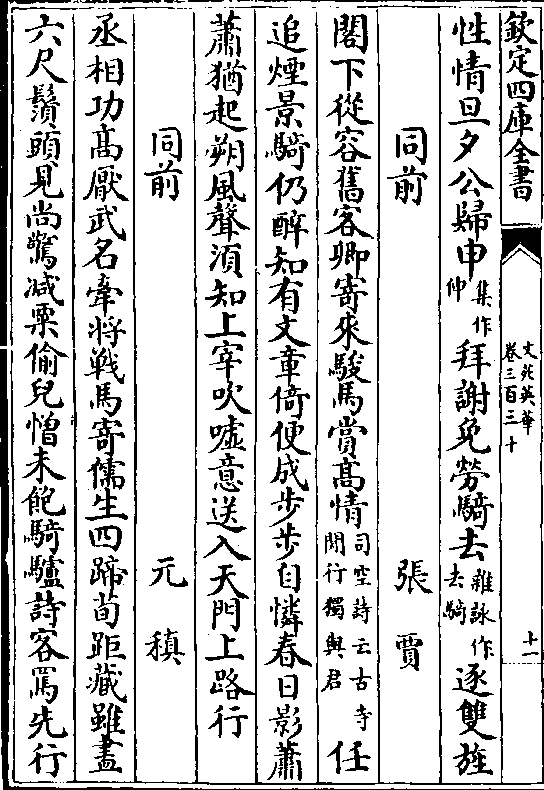 欽定四庫全書
文苑英華
卷三百三十
十一
性情旦夕公歸申集作仲拜謝免勞騎去雜詠作去騎逐雙旌
同前 張賈
閣下從容舊客卿寄來駿馬賞髙情司空詩云古寺閒行獨與君任
追煙景騎仍醉知有文章倚便成步步自憐春日影蕭
蕭猶起朔風聲須知上宰吹噓意送入天門上路行
同前 元稹
丞相功髙厭武名牽將戰馬寄儒生四蹄荀距藏雖盡
六尺鬚頭見尚驚减粟偷兒憎未飽騎驢詩客罵先行